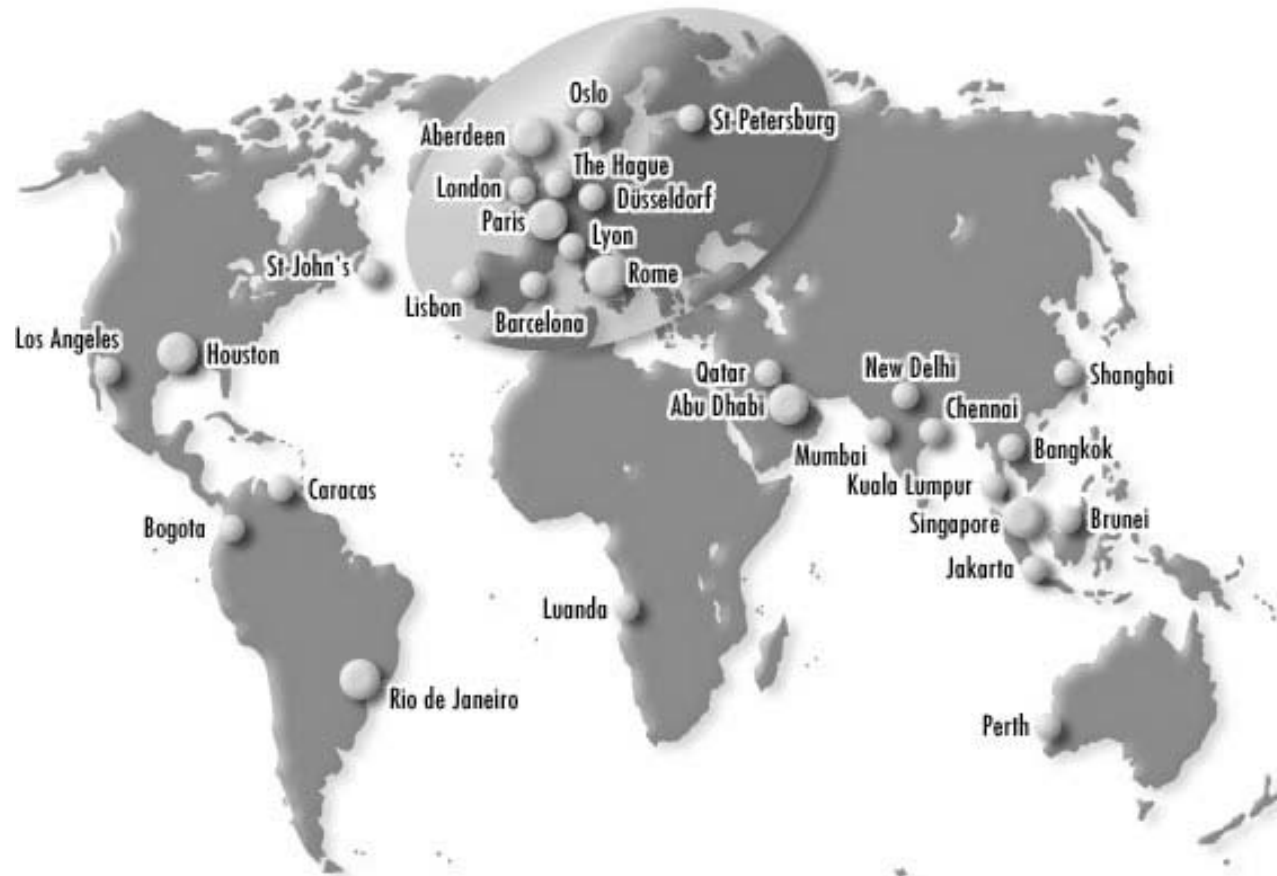 Oslo
St-Petersburg
Aberdeen
The Hague
London
Düsseldorf
Paris
Lyon
St-John's
Rome
Lisbon
Barcelona
Los Angeles
Houston
Qatar
New Delhi
Shanghai
Abu Dhabi
Chennai
Mumbai
Bangkok
Kuala Lumpur
Caracas
Bogota
Singapore
Brunei
Jakarta
Luanda
Rio de Janeiro
Perth